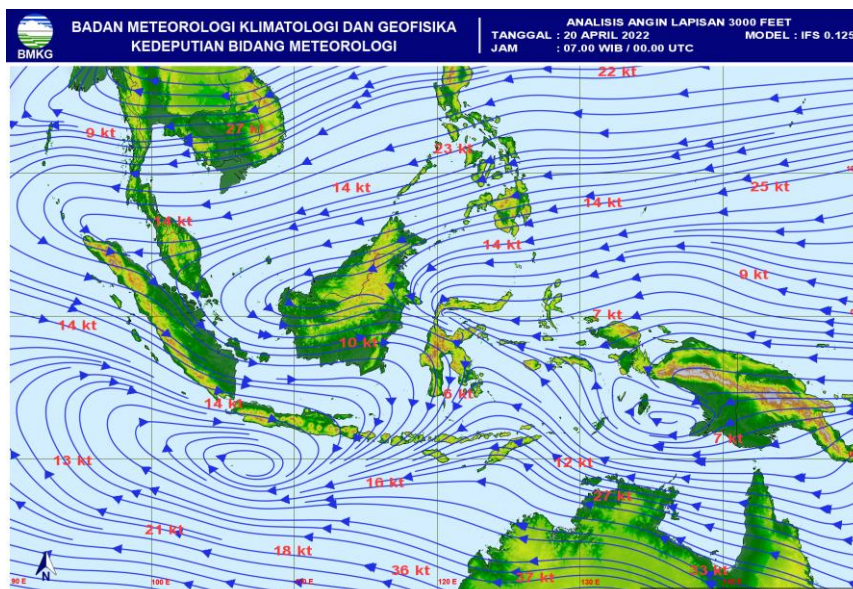 BMKG
BADAN METEOROLOGI KLIMATOLOGI DAN GEOFISIKA
KEDEPUTIAN BIDANG METEOROLOGI
ANALISIS ANGIN LAPISAN 3000 FEET
TANGGAL : 20 APRIL 2022 MODEL : IFS 0.125
JAM : 07.00 WIB / 00.00 UTC
22 kt
9 kt
27 kt
23 kt
14 kt
25 kt
14 kt
14 kt
14 kt
9 kt
14 kt
7 kt
10 kt
6 kt
14 kt
7 kt
13 kt
12 kt
16 kt
27 kt
21 kt
18 kt
36 kt
37 kt
33 kt
N
90 E
100 E
120 E
130 E